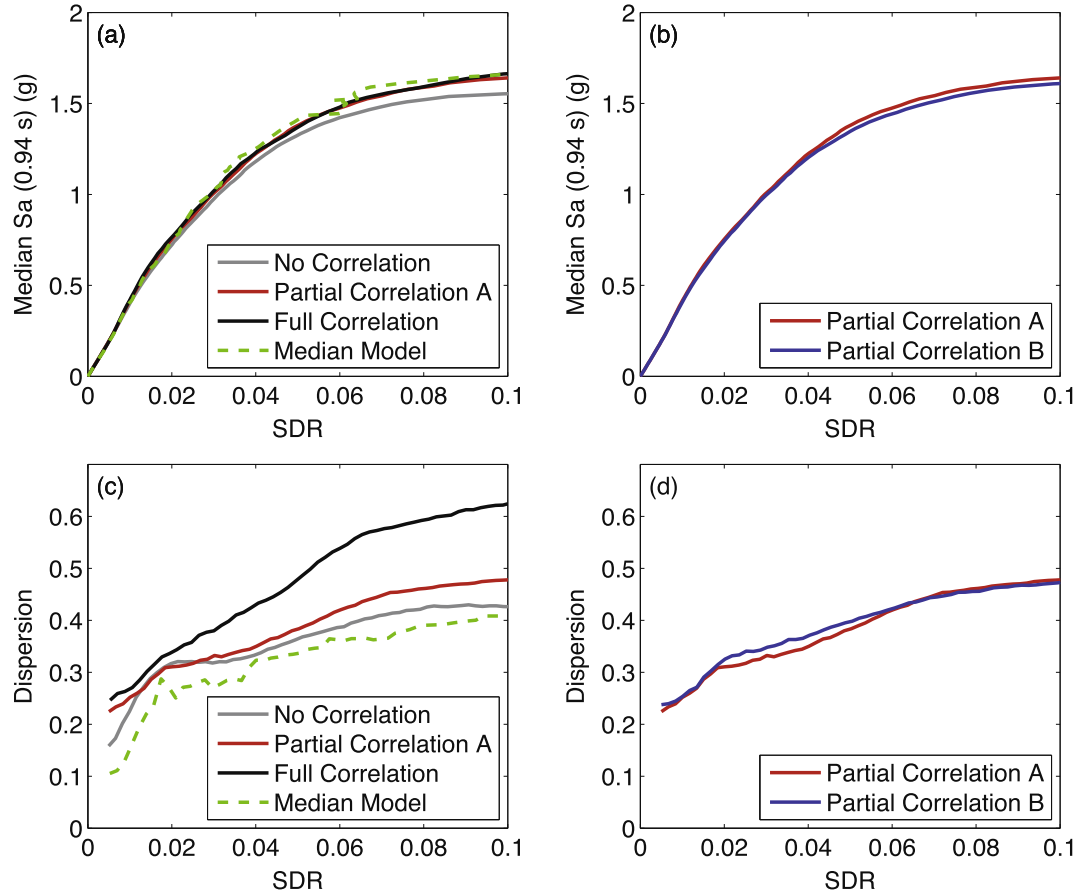 (a)
Median Sa (0.94 s) (g)
2
1.5
1
0.5
0
No Correlation
Partial Correlation A
Full Correlation
Median Model
0 0.02 0.04 0.06 0.08 0.1
SDR
(b)
Median Sa (0.94 s) (g)
2
1.5
1
0.5
0
Partial Correlation A
Partial Correlation B
0 0.02 0.04 0.06 0.08 0.1
SDR
(c)
Dispersion
0.6
0.5
0.4
0.3
0.2
0.1
0
No Correlation
Partial Correlation A
Full Correlation
Median Model
0 0.02 0.04 0.06 0.08 0.1
SDR
(d)
Dispersion
0.6
0.5
0.4
0.3
0.2
0.1
0
Partial Correlation A
Partial Correlation B
0 0.02 0.04 0.06 0.08 0.1
SDR